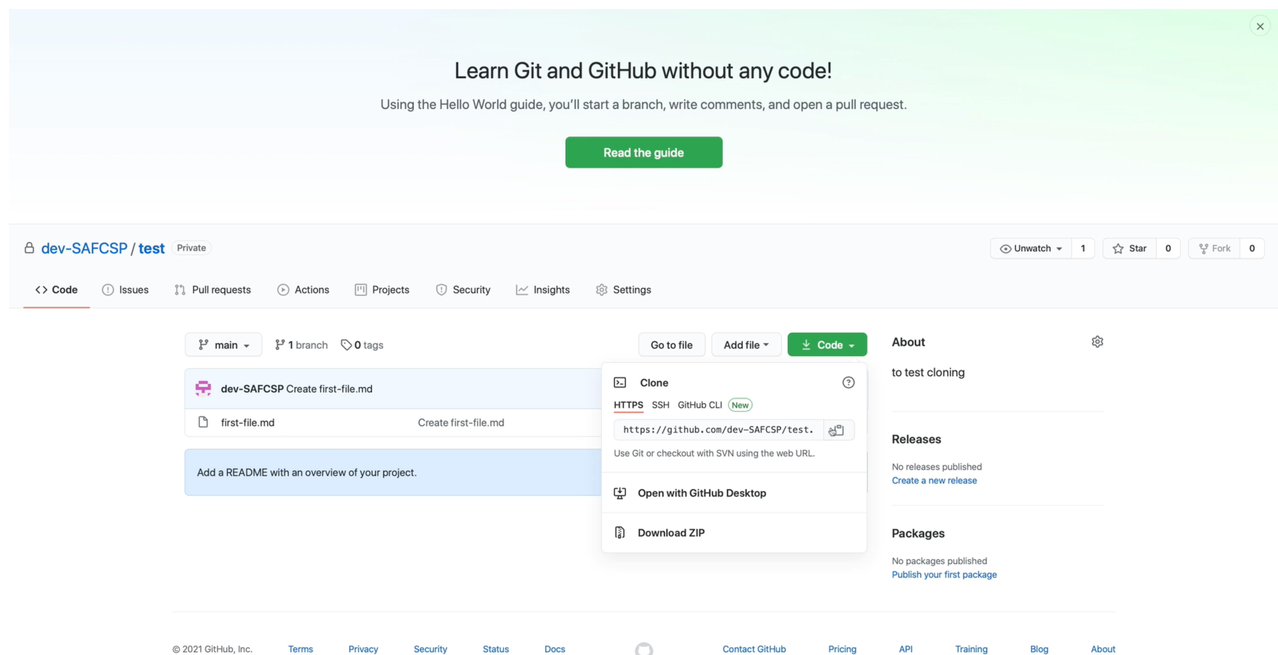 Learn Git and GitHub without any code!
Using the Hello World guide, you'll start a branch, write comments, and open a pull request.
Read the guide
dev-SAFCSP / test Private
Unwatch 1 Star 0 Fork 0
Code Issues Pull requests Actions Projects Security Insights Settings
main 1 branch 0 tags Go to file Add file Code
dev-SAFCSP Create first-file.md
first-file.md Create first-file.md
Add a README with an overview of your project.
Clone
HTTPS SSH GitHub CLI New
https://github.com/dev-SAFCSP/test.
Use Git or checkout with SVN using the web URL.
Open with GitHub Desktop
Download ZIP
About
to test cloning
Releases
No releases published
Create a new release
Packages
No packages published
Publish your first package
© 2021 GitHub, Inc. Terms Privacy Security Status Docs Contact GitHub Pricing API Training Blog About